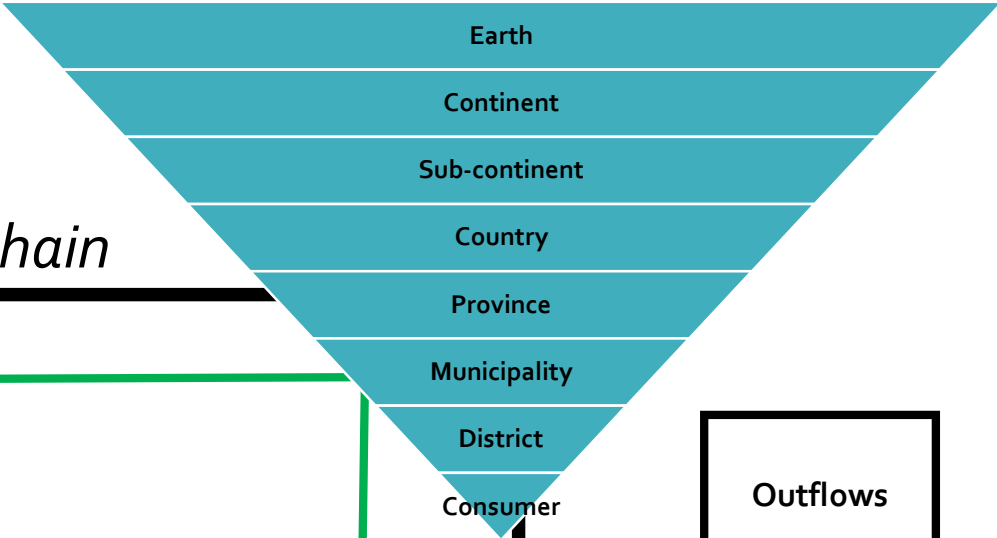 Earth
Continent
Sub-continent
Country
hain
Province
Municipality
District
Consumer
Outflows